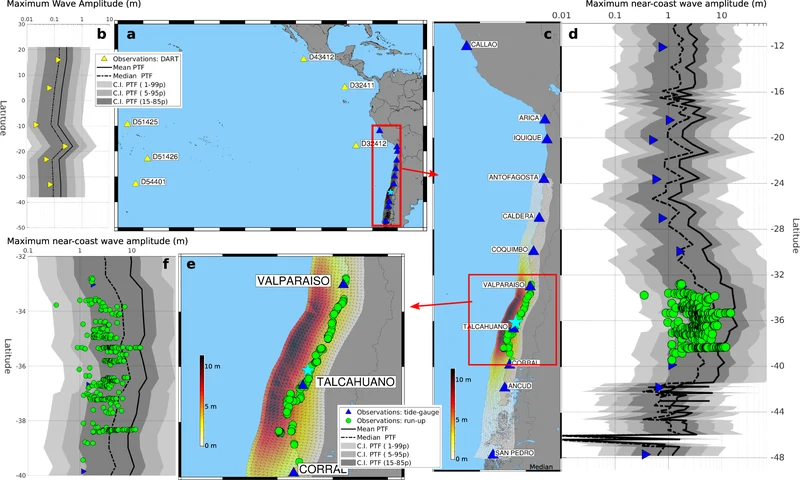 Maximum Wave Amplitude (m)
0.1
1
10
30
20
10
0
-10
-20
-30
-40
-50
Latitude
b
Observations: DART
Mean PTF
Median PTF
C.I. PTF ( 1-99p)
C.I. PTF ( 5-95p)
C.I. PTF (15-85p)
a
D43412
D32411
D51425
D51426
D32412
D54401
c
CALLAO
ARICA
IQUIQUE
ANTOFAGOSTA
CALDERA
COQUIMBO
VALPARAISO
TALCAHUANO
CORRAL
ANCUD
SAN PEDRO
10 m
5 m
0 m
Median
Maximum near-coast wave amplitude (m)
0.01
0.1
1
10
d
-12
-16
-20
-24
-28
-32
-36
-40
-44
-48
Latitude
Maximum near-coast wave amplitude (m)
0.01
0.1
1
10
f
-32
-34
-36
-38
-40
Latitude
e
VALPARAISO
TALCAHUANO
CORRAL
10 m
5 m
0 m
Observations: tide-gauge
Observations: run-up
Mean PTF
Median PTF
C.I. PTF ( 1-99p)
C.I. PTF ( 5-95p)
C.I. PTF (15-85p)